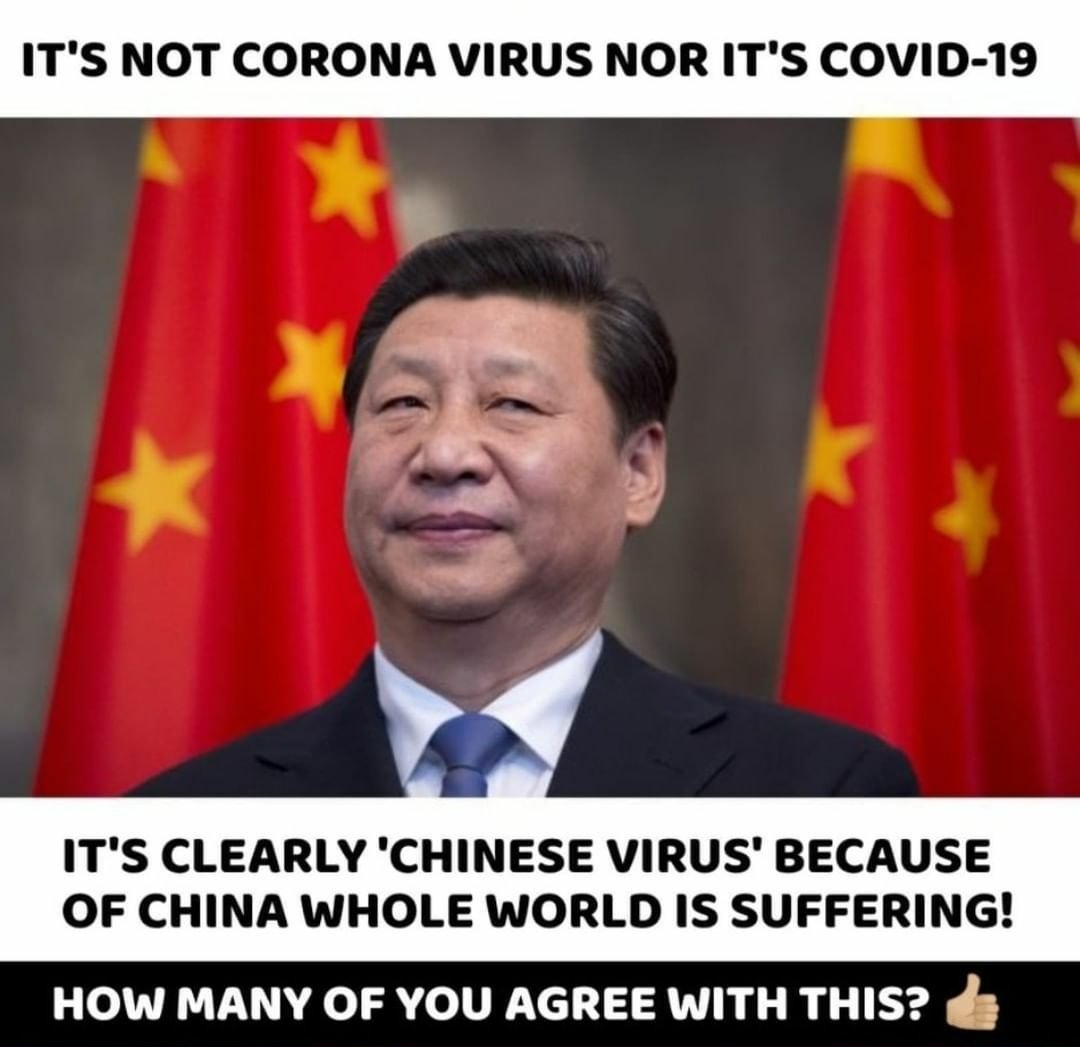 IT'S NOT CORONA VIRUS NOR IT'S COVID-19
IT'S CLEARLY 'CHINESE VIRUS' BECAUSE
OF CHINA WHOLE WORLD IS SUFFERING!
HOW MANY OF YOU AGREE WITH THIS? 👍🏼